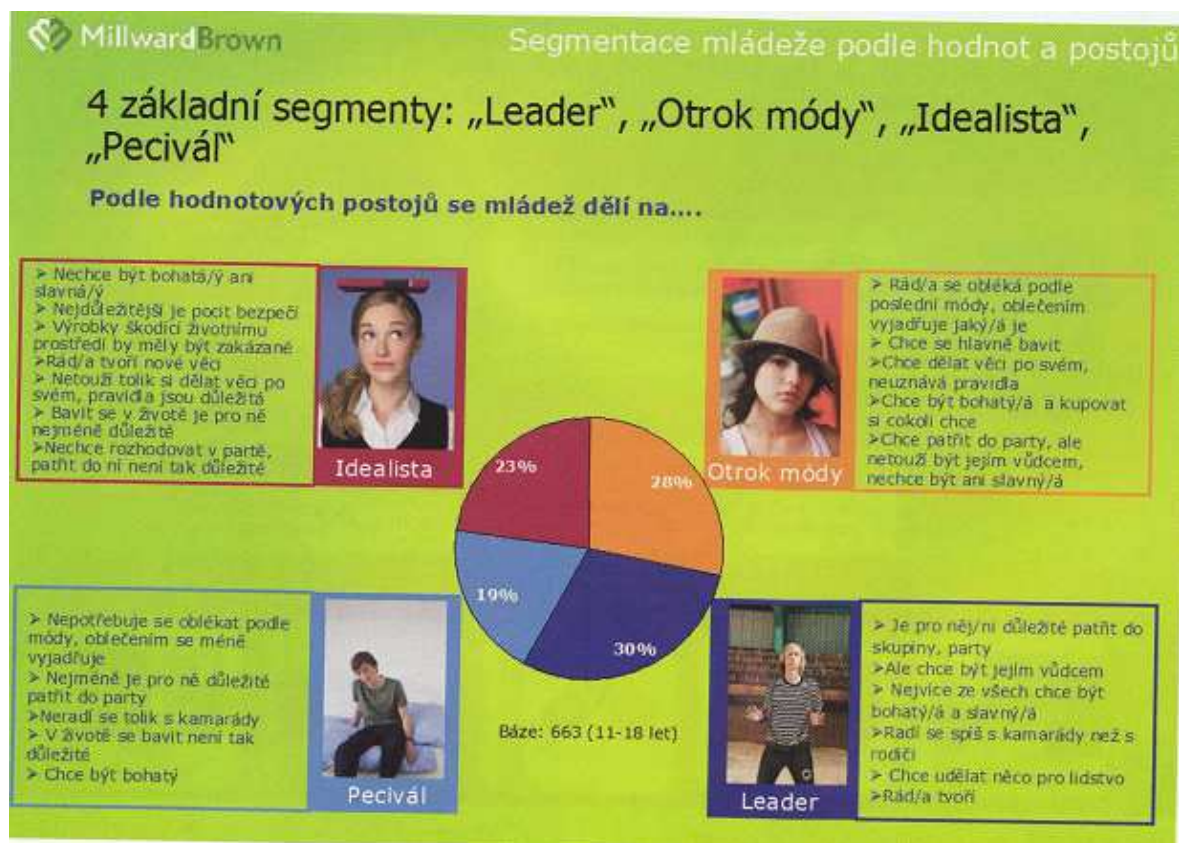 MillwardBrown
Segmentace mládeže podle hodnot a postojů
4 základní segmenty: „Leader“, „Otrok módy“, „Idealista“,
„Pecivál“
Podle hodnotových postojů se mládež dělí na....
➢ Nechce být bohatá/ý ani
slavná/ý
➢ Nejdůležitější je pocit bezpečí
➢ Výrobky škodící životnímu
prostředí by měly být zakázané
➢Rád/a tvoří nové věci
➢ Netouží tolik si dělat věci po
svém, pravidla jsou důležitá
➢ Bavit se v životě je pro ně
nejméně důležité
➢Nechce rozhodovat v partě,
patřit do ní není tak důležité
Idealista
Otrok módy
➢ Rád/a se obléká podle
poslední módy, oblečením
vyjadřuje jaký/á je
➢ Chce se hlavně bavit
➢Chce dělat věci po svém,
neuznává pravidla
➢Chce být bohatý/á a kupovat
si cokoli chce
➢Chce patřit do party, ale
netouží být jejím vůdcem,
nechce být ani slavný/á
23%
28%
19%
30%
Báze: 663 (11-18 let)
➢ Nepotřebuje se oblékat podle
módy, oblečením se méně
vyjadřuje
➢ Nejméně je pro ně důležité
patřit do party
➢Neradí se tolik s kamarády
➢ V životě se bavit není tak
důležité
➢ Chce být bohatý
Pecivál
Leader
➢ Je pro něj/ni důležité patřit do
skupiny, party
➢Ale chce být jejím vůdcem
➢ Nejvíce ze všech chce být
bohatý/á a slavný/á
➢Radí se spíš s kamarády než s
rodiči
➢ Chce udělat něco pro lidstvo
➢Rád/a tvoří